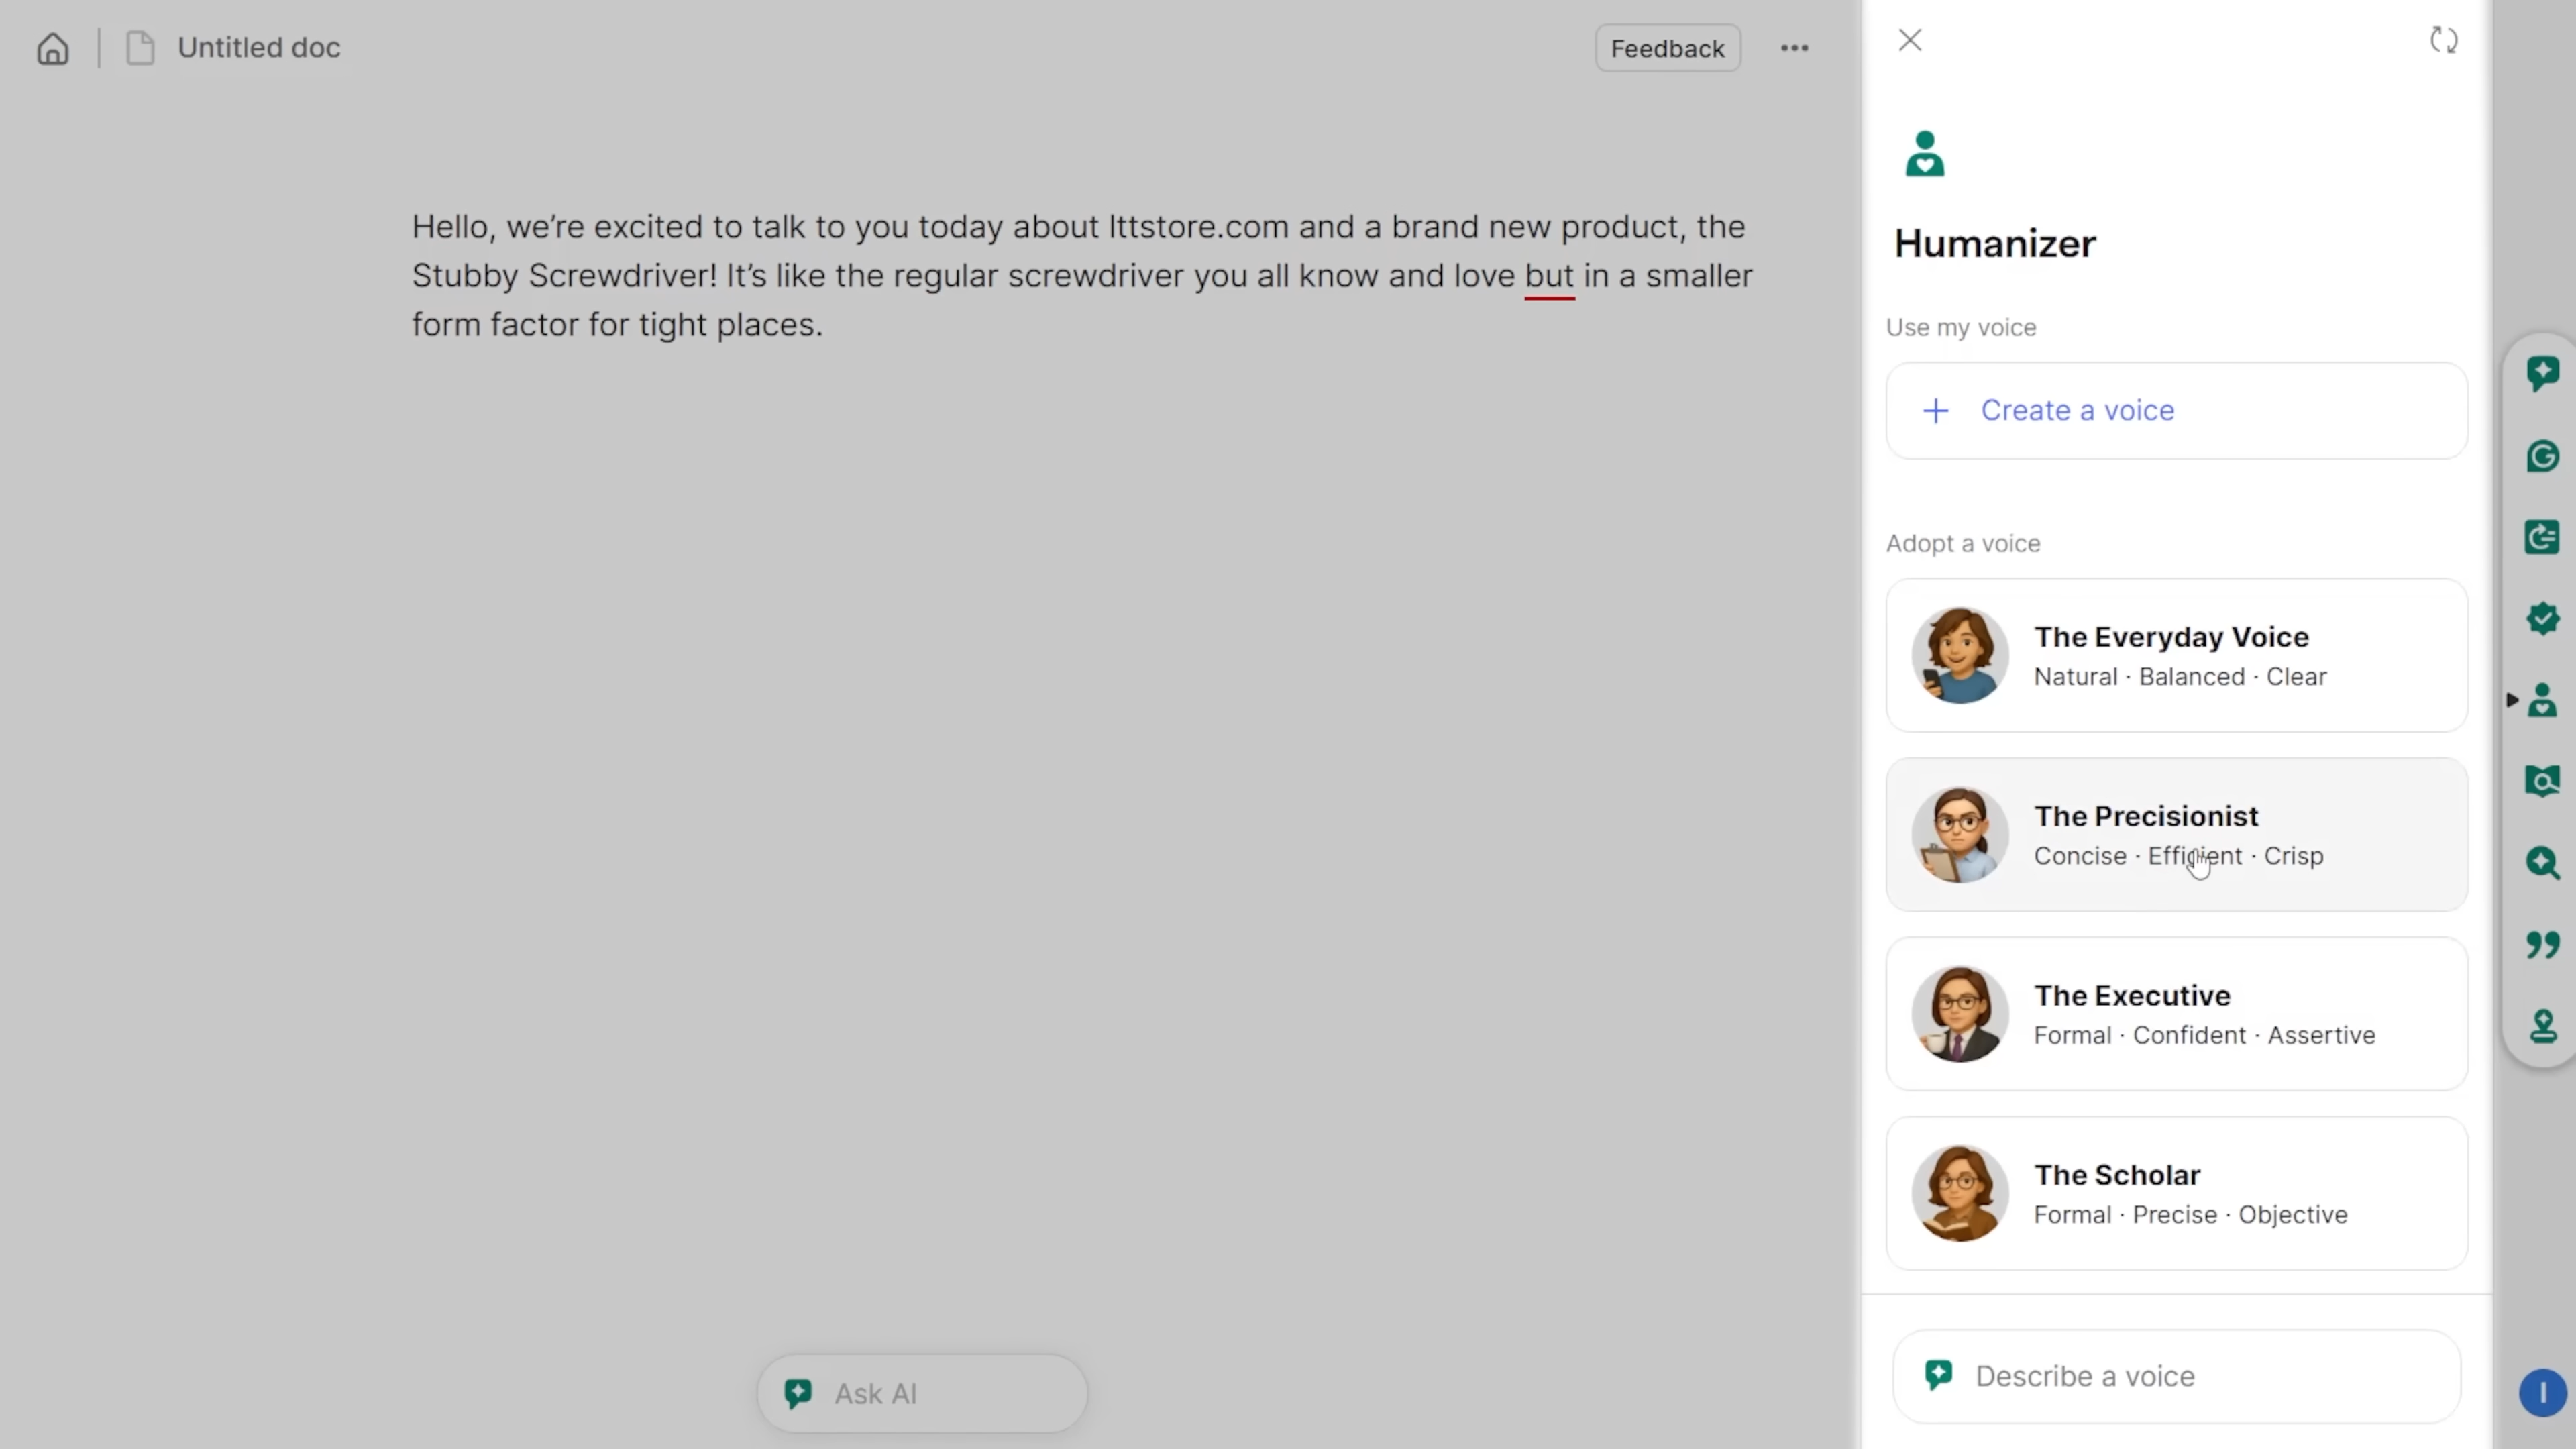 Untitled doc
Feedback
Hello, we’re excited to talk to you today about lttstore.com and a brand new product, the
Stubby Screwdriver! It’s like the regular screwdriver you all know and love but in a smaller
form factor for tight places.
Ask AI
Humanizer
Use my voice
Create a voice
Adopt a voice
The Everyday Voice
Natural · Balanced · Clear
The Precisionist
Concise · Efficient · Crisp
The Executive
Formal · Confident · Assertive
The Scholar
Formal · Precise · Objective
Describe a voice
I